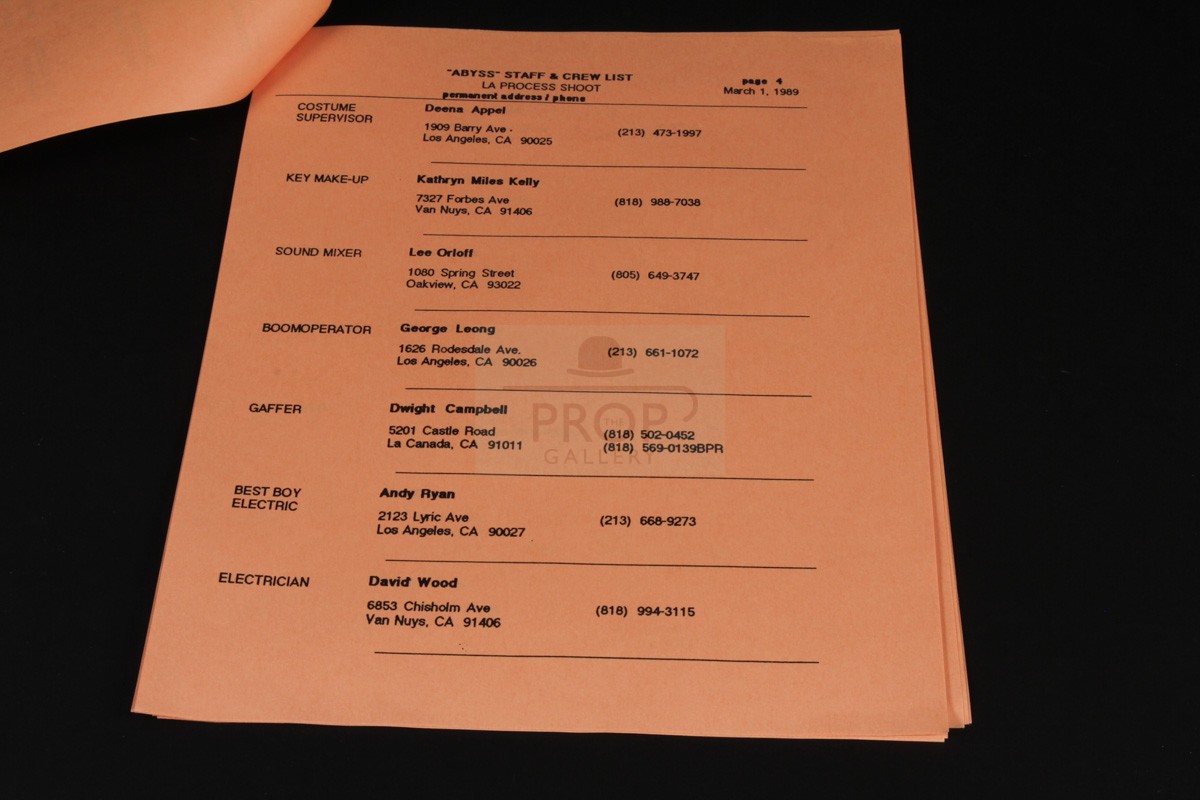 "ABYSS" STAFF & CREW LIST
page 4
LA PROCESS SHOOT
March 1, 1989
permanent address / phone
COSTUME
SUPERVISOR
Deena Appel
1909 Barry Ave -
Los Angeles, CA 90025
(213) 473-1997
KEY MAKE-UP
Kathryn Miles Kelly
7327 Forbes Ave
Van Nuys, CA 91406
(818) 988-7038
SOUND MIXER
Lee Orloff
1080 Spring Street
Oakview, CA 93022
(805) 649-3747
BOOMOPERATOR
George Leong
1626 Rodesdale Ave.
Los Angeles, CA 90026
(213) 661-1072
GAFFER
Dwight Campbell
5201 Castle Road
La Canada, CA 91011
(818) 502-0452
(818) 569-0139BPR
THE
PROP
GALLERY
BEST BOY
ELECTRIC
Andy Ryan
2123 Lyric Ave
Los Angeles, CA 90027
(213) 668-9273
ELECTRICIAN
David Wood
6853 Chisholm Ave
Van Nuys, CA 91406
(818) 994-3115